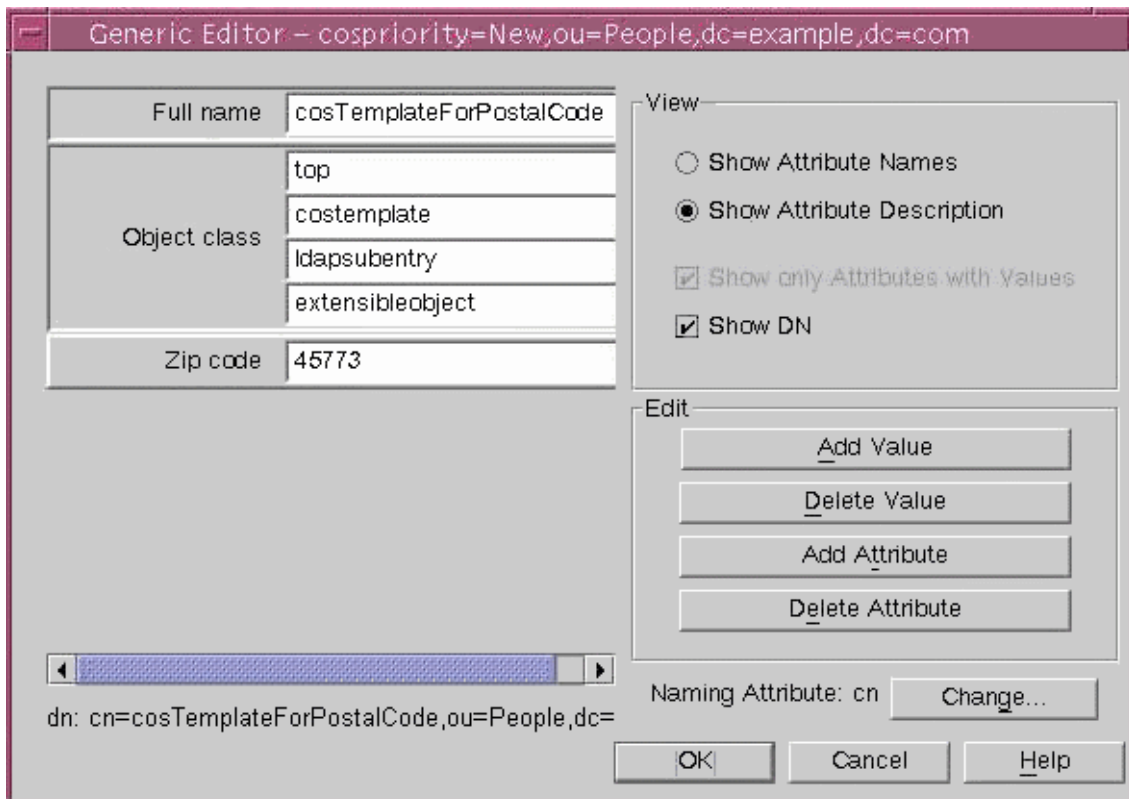 Generic Editor – cospriority=New,ou=People,dc=example,dc=com
Full name cosTemplateForPostalCode
Object class
top
costemplate
ldapsubentry
extensibleobject
Zip code 45773
dn: cn=cosTemplateForPostalCode,ou=People,dc=
View
Show Attribute Names
Show Attribute Description
Show only Attributes with Values
Show DN
Edit
Add Value
Delete Value
Add Attribute
Delete Attribute
Naming Attribute: cn Change...
OK Cancel Help